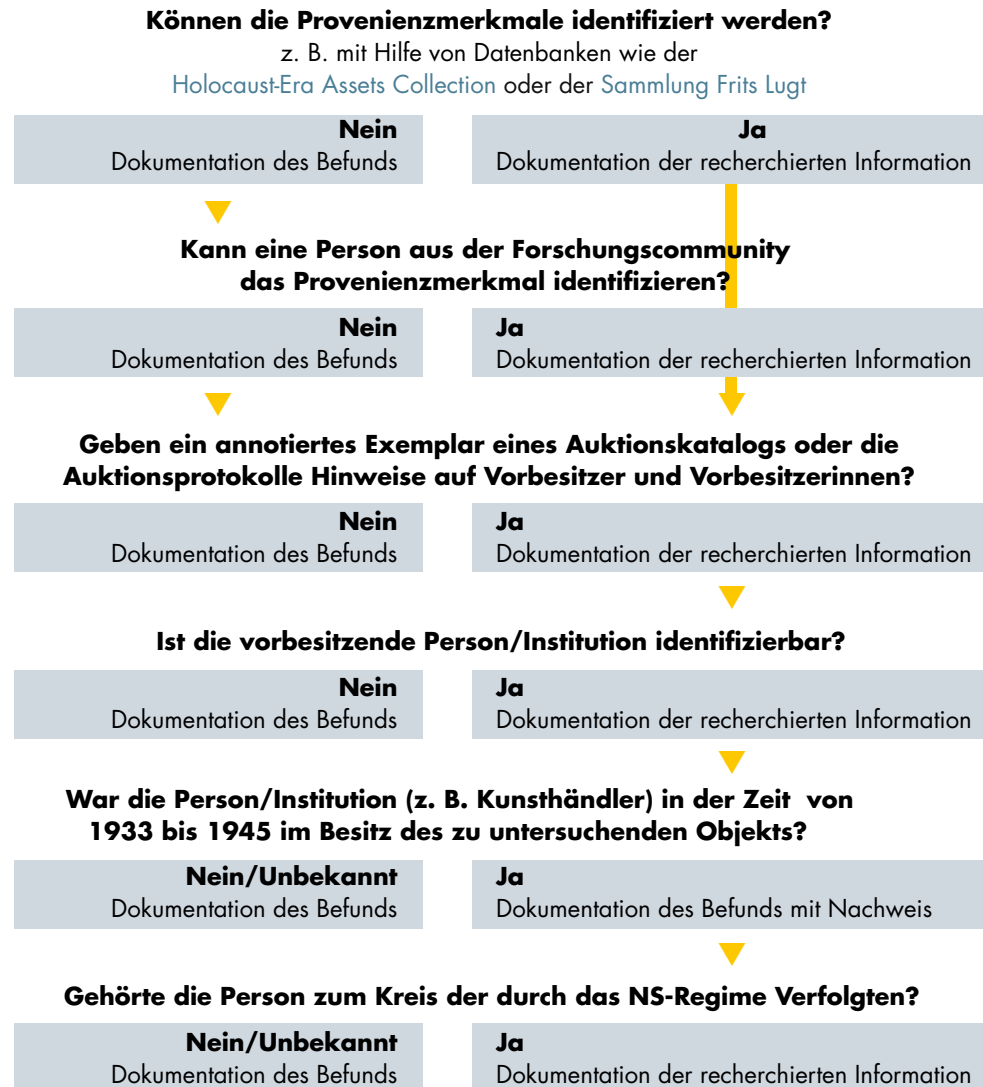 Können die Provenienzmerkmale identifiziert werden?
z. B. mit Hilfe von Datenbanken wie der
Holocaust-Era Assets Collection oder der Sammlung Frits Lugt
Nein
Dokumentation des Befunds
Ja
Dokumentation der recherchierten Information
Kann eine Person aus der Forschungscommunity
das Provenienzmerkmal identifizieren?
Nein
Dokumentation des Befunds
Ja
Dokumentation der recherchierten Information
Geben ein annotiertes Exemplar eines Auktionskatalogs oder die
Auktionsprotokolle Hinweise auf Vorbesitzer und Vorbesitzerinnen?
Nein
Dokumentation des Befunds
Ja
Dokumentation der recherchierten Information
Ist die vorbesitzende Person/Institution identifizierbar?
Nein
Dokumentation des Befunds
Ja
Dokumentation der recherchierten Information
War die Person/Institution (z. B. Kunsthändler) in der Zeit von
1933 bis 1945 im Besitz des zu untersuchenden Objekts?
Nein/Unbekannt
Dokumentation des Befunds
Ja
Dokumentation des Befunds mit Nachweis
Gehörte die Person zum Kreis der durch das NS-Regime Verfolgten?
Nein/Unbekannt
Dokumentation des Befunds
Ja
Dokumentation der recherchierten Information